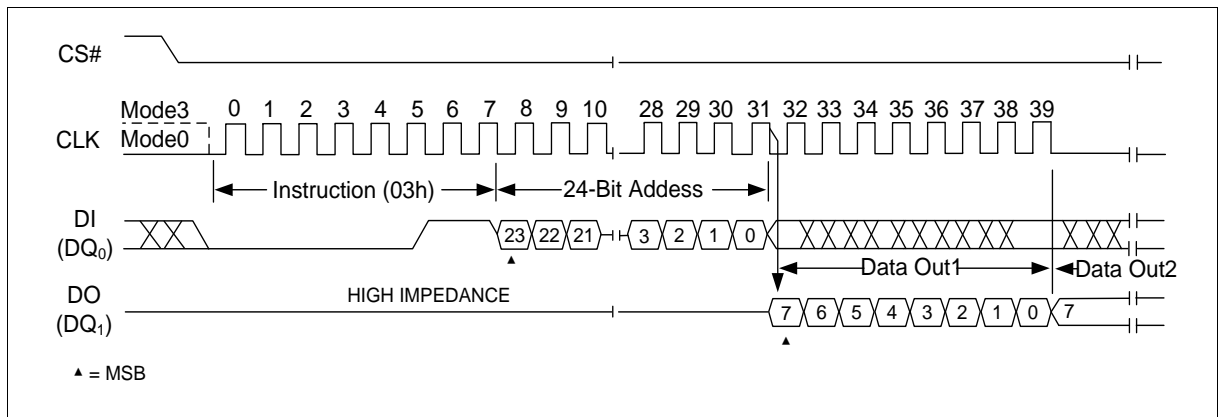 CS#
Mode3 0 1 2 3 4 5 6 7 8 9 10 28 29 30 31 32 33 34 35 36 37 38 39
CLK Mode0
Instruction (03h) 24-Bit Addess
DI
(DQ0) 23 22 21 3 2 1 0
Data Out1 Data Out2
DO HIGH IMPEDANCE
(DQ1) 7 6 5 4 3 2 1 0 7
▲ = MSB